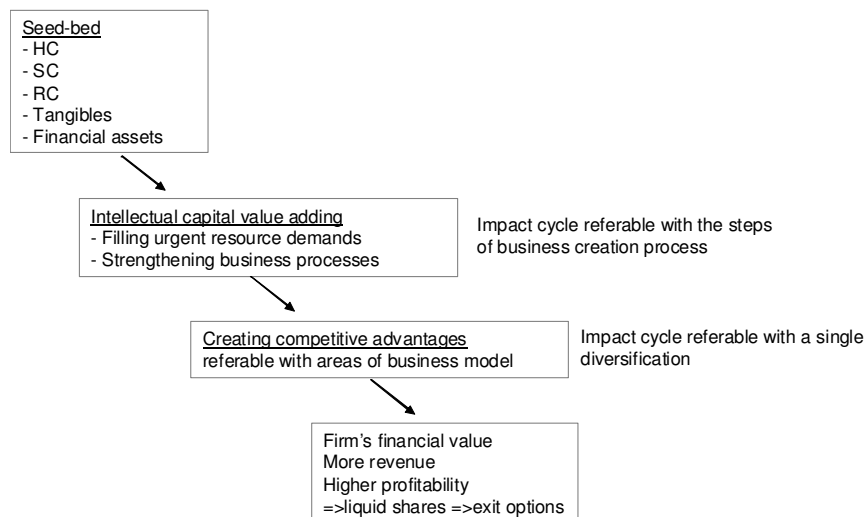 Seed-bed
- HC
- SC
- RC
- Tangibles
- Financial assets
Intellectual capital value adding
- Filling urgent resource demands
- Strengthening business processes
Impact cycle referable with the steps
of business creation process
Creating competitive advantages
referable with areas of business model
Impact cycle referable with a single
diversification
Firm's financial value
More revenue
Higher profitability
=>liquid shares =>exit options